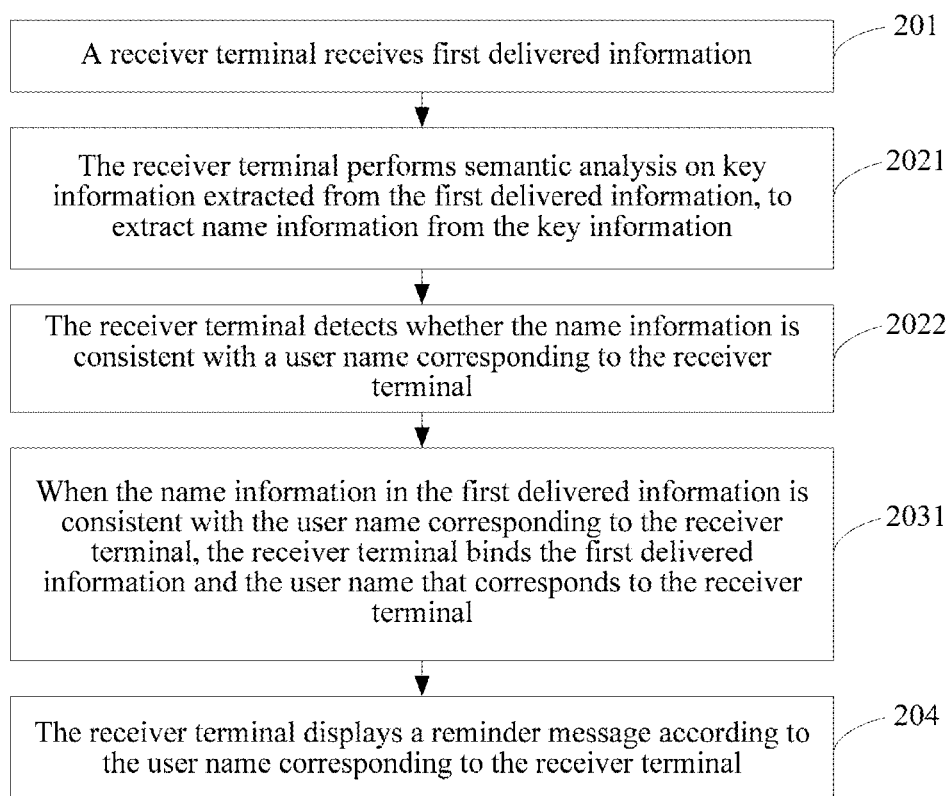 A receiver terminal receives first delivered information
201
The receiver terminal performs semantic analysis on key
information extracted from the first delivered information, to
extract name information from the key information
2021
The receiver terminal detects whether the name information is
consistent with a user name corresponding to the receiver
terminal
2022
When the name information in the first delivered information is
consistent with the user name corresponding to the receiver
terminal, the receiver terminal binds the first delivered
information and the user name that corresponds to the receiver
terminal
2031
The receiver terminal displays a reminder message according to
the user name corresponding to the receiver terminal
204